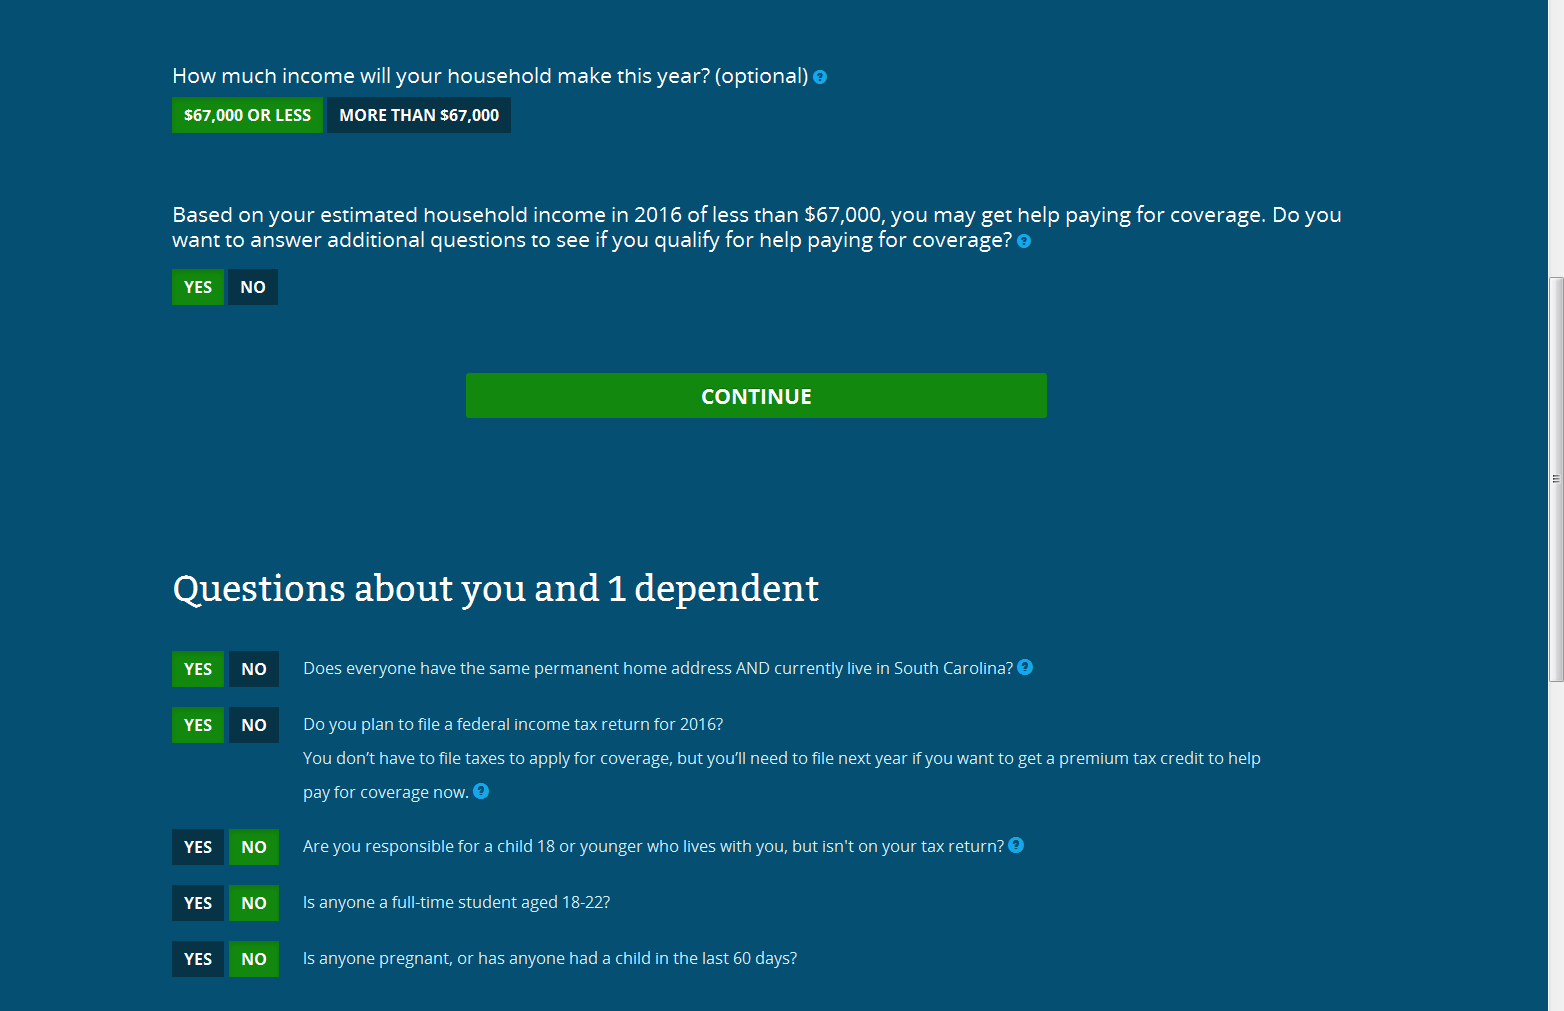 How much income will your household make this year? (optional) ?
$67,000 OR LESS MORE THAN $67,000
Based on your estimated household income in 2016 of less than $67,000, you may get help paying for coverage. Do you
want to answer additional questions to see if you qualify for help paying for coverage? ?
YES NO
CONTINUE
Questions about you and 1 dependent
YES NO Does everyone have the same permanent home address AND currently live in South Carolina? ?
YES NO Do you plan to file a federal income tax return for 2016?
You don’t have to file taxes to apply for coverage, but you’ll need to file next year if you want to get a premium tax credit to help
pay for coverage now. ?
YES NO Are you responsible for a child 18 or younger who lives with you, but isn't on your tax return? ?
YES NO Is anyone a full-time student aged 18-22?
YES NO Is anyone pregnant, or has anyone had a child in the last 60 days?